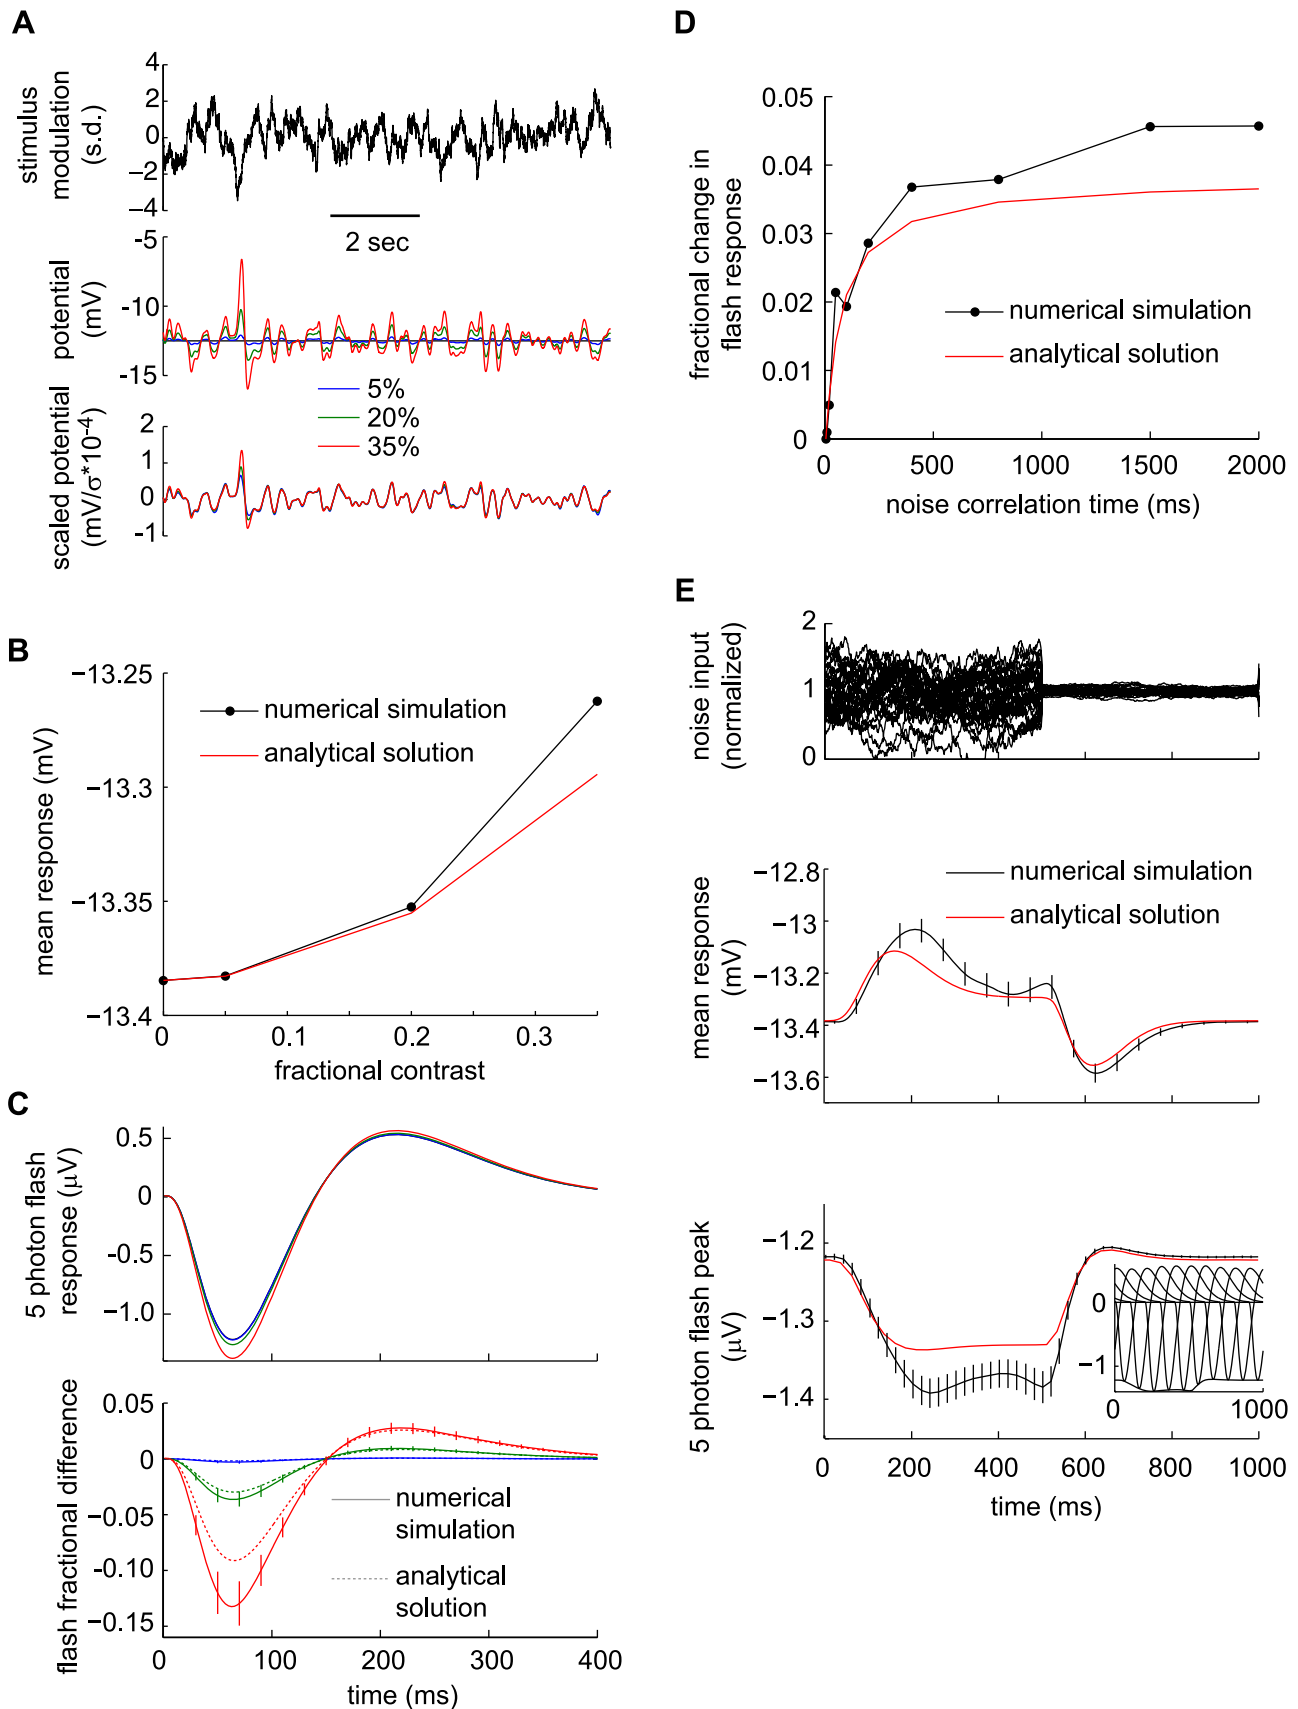 A
stimulus
modulation
(s.d.)
4
2
0
−2
−4
2 sec
potential
(mV)
-5
-10
-15
5%
20%
35%
scaled potential
(mV/σ*10-4)
2
1
0
-1
B
mean response (mV)
−13.25
−13.3
−13.35
−13.4
numerical simulation
analytical solution
0
0.1
0.2
0.3
fractional contrast
C
5 photon flash
response (μV)
0.5
0
−0.5
−1.0
0
100
200
300
400
flash fractional difference
0.05
0
−0.05
−0.10
−0.15
numerical
simulation
analytical
solution
0
100
200
300
400
time (ms)
D
fractional change in
flash response
0.05
0.04
0.03
0.02
0.01
0
numerical simulation
analytical solution
0
500
1000
1500
2000
noise correlation time (ms)
E
noise input
(normalized)
2
1
0
mean response
(mV)
−12.8
−13
−13.2
−13.4
−13.6
numerical simulation
analytical solution
5 photon flash peak
(μV)
−1.2
−1.3
−1.4
0
−1
0
1000
0
200
400
600
800
1000
time (ms)